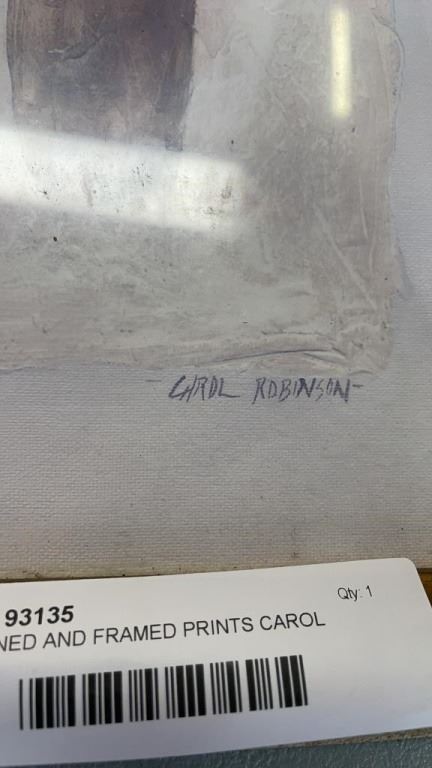 - CAROL ROBINSON -
93135
Qty: 1
NED AND FRAMED PRINTS CAROL